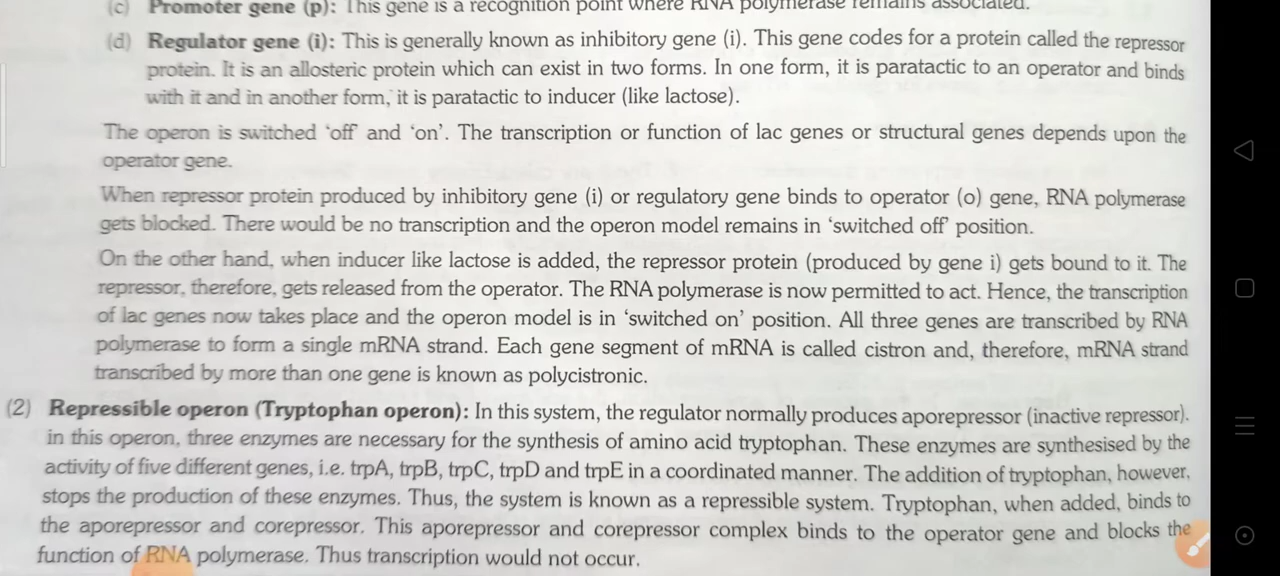 (c) Promoter gene (p): This gene is a recognition point where RNA polymerase remains associated.
(d) Regulator gene (i): This is generally known as inhibitory gene (i). This gene codes for a protein called the repressor
protein. It is an allosteric protein which can exist in two forms. In one form, it is paratactic to an operator and binds
with it and in another form, it is paratactic to inducer (like lactose).
The operon is switched 'off' and 'on'. The transcription or function of lac genes or structural genes depends upon the
operator gene.
When repressor protein produced by inhibitory gene (i) or regulatory gene binds to operator (o) gene, RNA polymerase
gets blocked. There would be no transcription and the operon model remains in 'switched off' position.
On the other hand, when inducer like lactose is added, the repressor protein (produced by gene i) gets bound to it. The
repressor, therefore, gets released from the operator. The RNA polymerase is now permitted to act. Hence, the transcription
of lac genes now takes place and the operon model is in 'switched on' position. All three genes are transcribed by RNA
polymerase to form a single mRNA strand. Each gene segment of mRNA is called cistron and, therefore, mRNA strand
transcribed by more than one gene is known as polycistronic.
(2) Repressible operon (Tryptophan operon): In this system, the regulator normally produces aporepressor (inactive repressor).
in this operon, three enzymes are necessary for the synthesis of amino acid tryptophan. These enzymes are synthesised by the
activity of five different genes, i.e. trpA, trpB, trpC, trpD and trpE in a coordinated manner. The addition of tryptophan, however,
stops the production of these enzymes. Thus, the system is known as a repressible system. Tryptophan, when added, binds to
the aporepressor and corepressor. This aporepressor and corepressor complex binds to the operator gene and blocks the
function of RNA polymerase. Thus transcription would not occur.